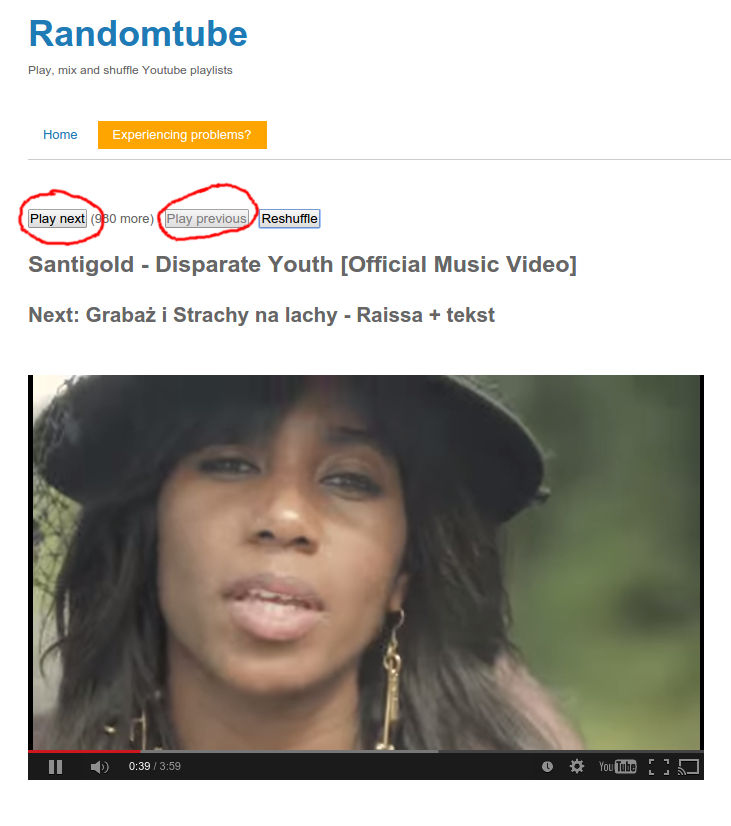 Randomtube
Play, mix and shuffle Youtube playlists
Home Experiencing problems?
Play next (980 more) Play previous Reshuffle
Santigold - Disparate Youth [Official Music Video]
Next: Grabaż i Strachy na lachy - Raissa + tekst
0:39 / 3:59 YouTube